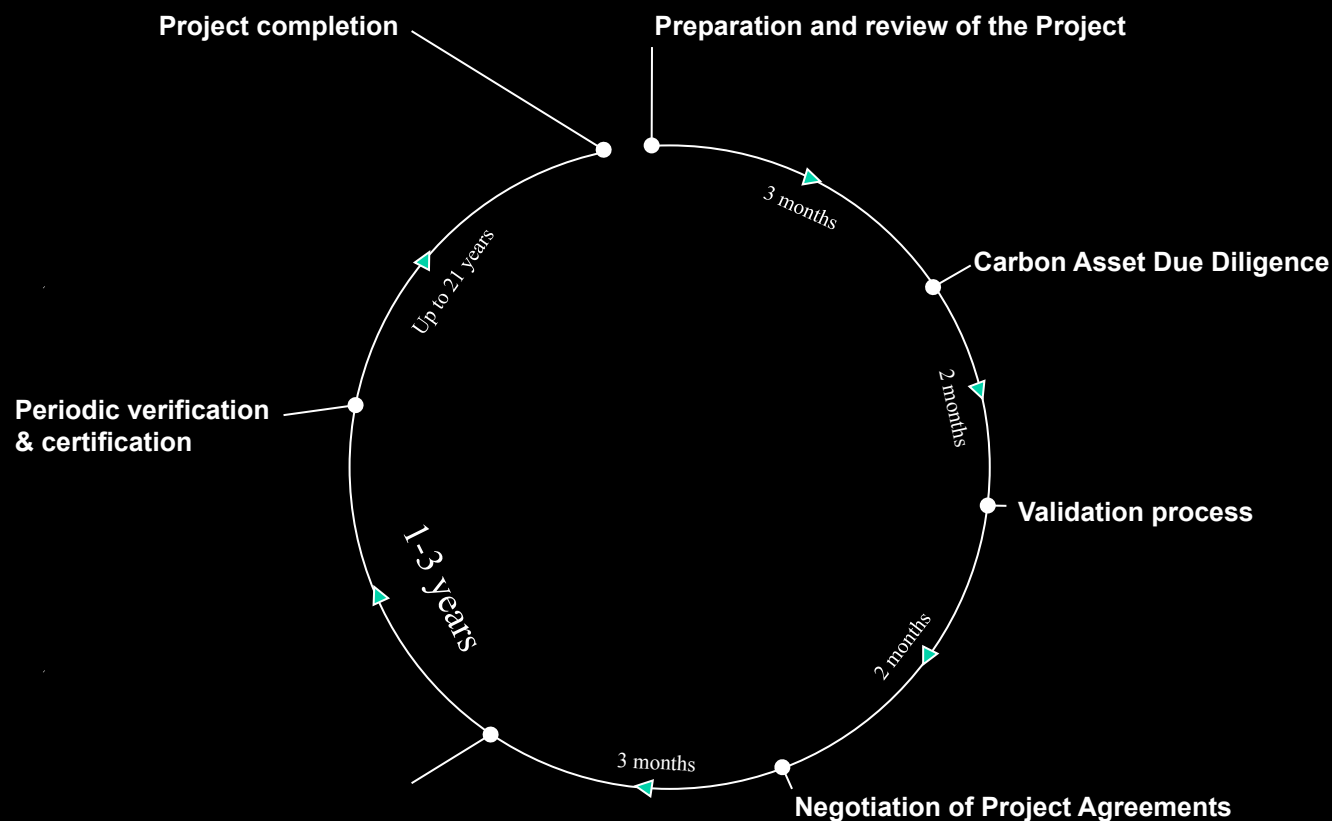 Project completion
Preparation and review of the Project
3 months
Carbon Asset Due Diligence
2 months
Validation process
2 months
Negotiation of Project Agreements
3 months
1-3 years
Periodic verification
& certification
Up to 21 years